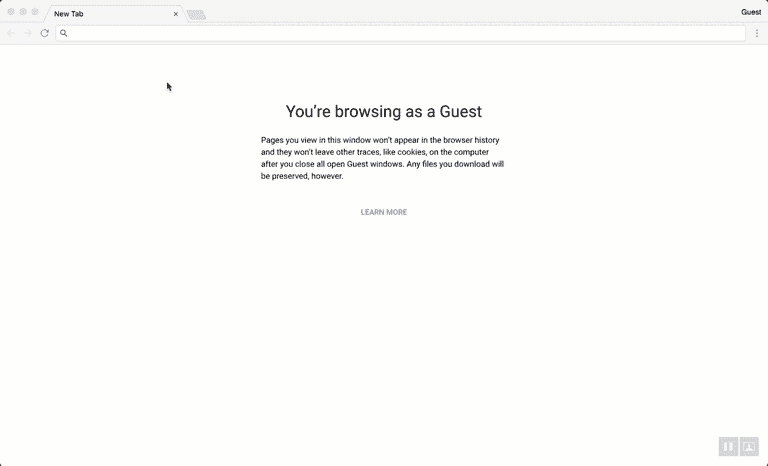 New Tab
Guest
You're browsing as a Guest
Pages you view in this window won't appear in the browser history
and they won't leave other traces, like cookies, on the computer
after you close all open Guest windows. Any files you download will
be preserved, however.
LEARN MORE